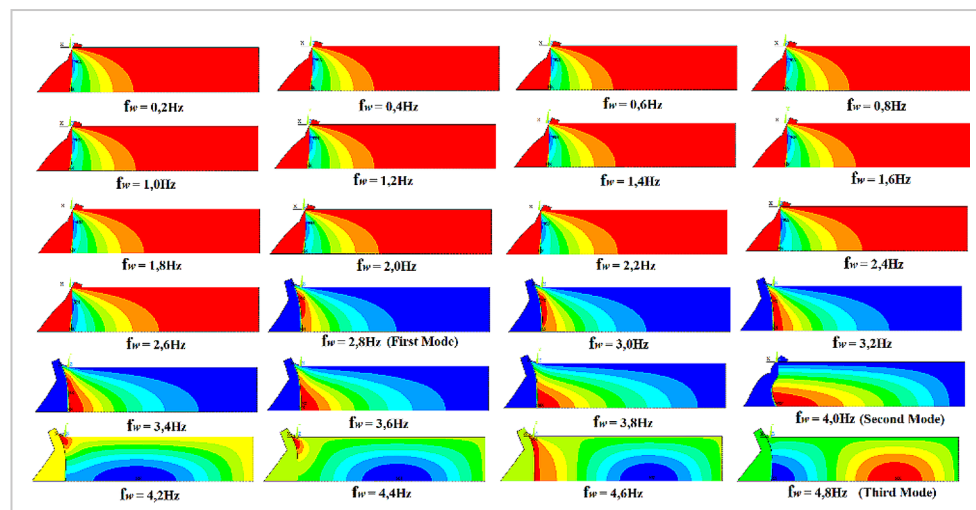 fw = 0,2Hz
fw = 0,4Hz
fw = 0,6Hz
fw = 0,8Hz
fw = 1,0Hz
fw = 1,2Hz
fw = 1,4Hz
fw = 1,6Hz
fw = 1,8Hz
fw = 2,0Hz
fw = 2,2Hz
fw = 2,4Hz
fw = 2,6Hz
fw = 2,8Hz (First Mode)
fw = 3,0Hz
fw = 3,2Hz
fw = 3,4Hz
fw = 3,6Hz
fw = 3,8Hz
fw = 4,0Hz (Second Mode)
fw = 4,2Hz
fw = 4,4Hz
fw = 4,6Hz
fw = 4,8Hz (Third Mode)